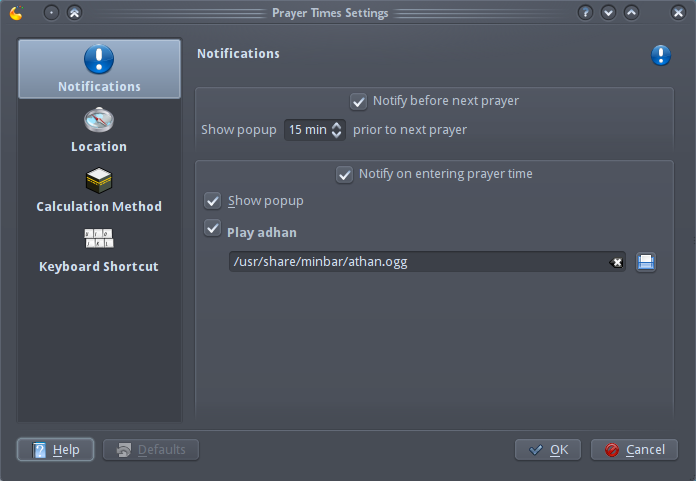 Prayer Times Settings
Notifications
Location
Calculation Method
Keyboard Shortcut
Notifications
Notify before next prayer
Show popup 15 min prior to next prayer
Notify on entering prayer time
Show popup
Play adhan
/usr/share/minbar/athan.ogg
Help Defaults OK Cancel